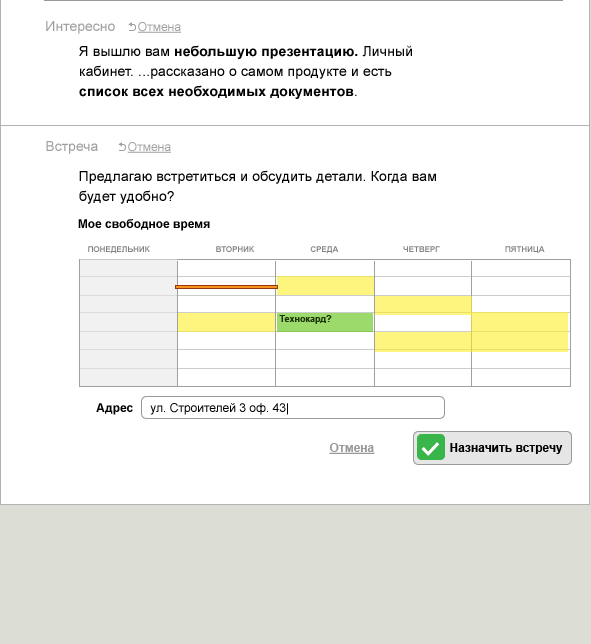 Интересно Отмена
Я вышлю вам небольшую презентацию. Личный
кабинет. ...рассказано о самом продукте и есть
список всех необходимых документов.
Встреча Отмена
Предлагаю встретиться и обсудить детали. Когда вам
будет удобно?
Мое свободное время
ПОНЕДЕЛЬНИК ВТОРНИК СРЕДА ЧЕТВЕРГ ПЯТНИЦА
Технокард?
Адрес ул. Строителей 3 оф. 43
Отмена Назначить встречу